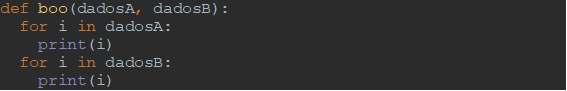 def boo(dadosA, dadosB):
  for i in dadosA:
    print(i)
  for i in dadosB:
    print(i)